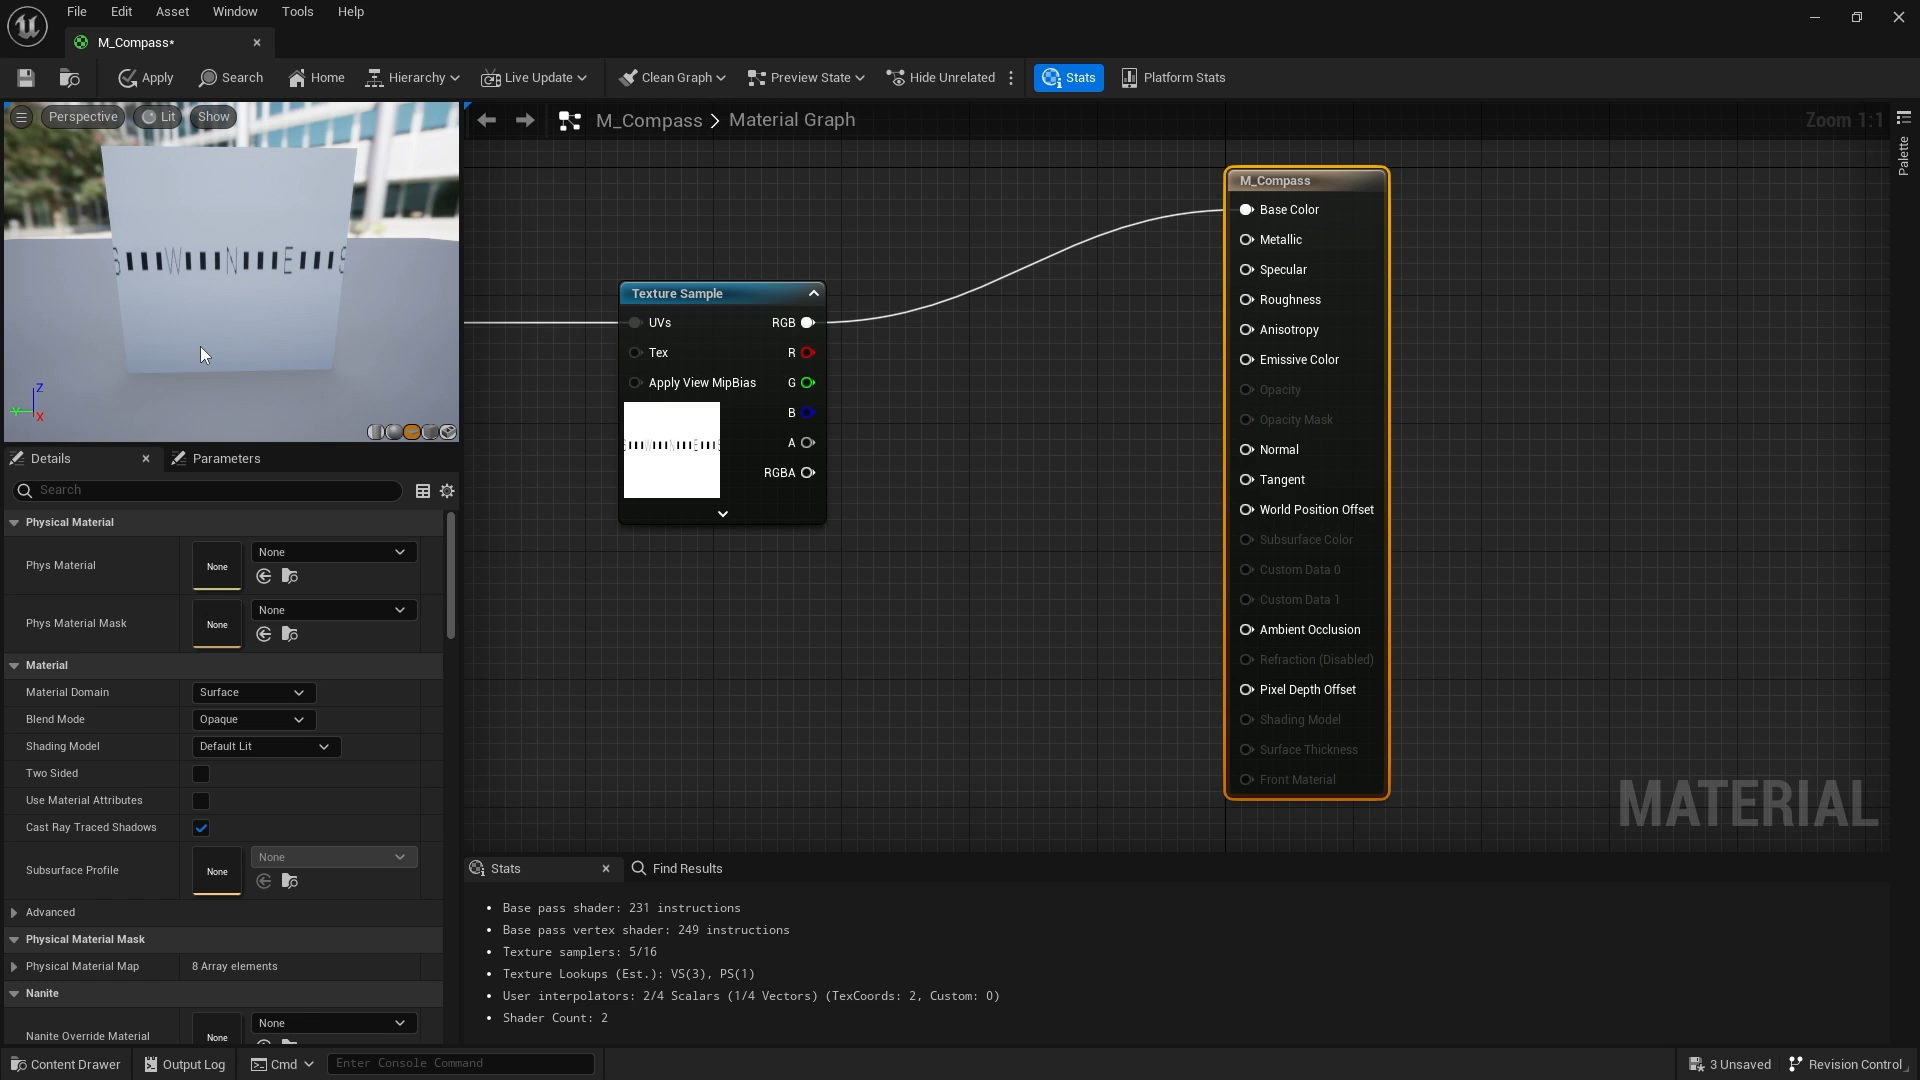 File Edit Asset Window Tools Help
M_Compass*
Apply Search Home Hierarchy Live Update Clean Graph Preview State Hide Unrelated Stats Platform Stats
Perspective Lit Show
M_Compass > Material Graph
Zoom 1:1
Palette
S W N E S
Z
Y
X
Texture Sample
UVs RGB
Tex R
Apply View MipBias G
B
A
RGBA
S W N E S
M_Compass
Base Color
Metallic
Specular
Roughness
Anisotropy
Emissive Color
Opacity
Opacity Mask
Normal
Tangent
World Position Offset
Subsurface Color
Custom Data 0
Custom Data 1
Ambient Occlusion
Refraction (Disabled)
Pixel Depth Offset
Shading Model
Surface Thickness
Front Material
MATERIAL
Details Parameters
Search
Physical Material
Phys Material None None
Phys Material Mask None None
Material
Material Domain Surface
Blend Mode Opaque
Shading Model Default Lit
Two Sided
Use Material Attributes
Cast Ray Traced Shadows
Subsurface Profile None None
Advanced
Physical Material Mask
Physical Material Map 8 Array elements
Nanite
Nanite Override Material None None
Stats Find Results
• Base pass shader: 231 instructions
• Base pass vertex shader: 249 instructions
• Texture samplers: 5/16
• Texture Lookups (Est.): VS(3), PS(1)
• User interpolators: 2/4 Scalars (1/4 Vectors) (TexCoords: 2, Custom: 0)
• Shader Count: 2
Content Drawer Output Log Cmd Enter Console Command 3 Unsaved Revision Control